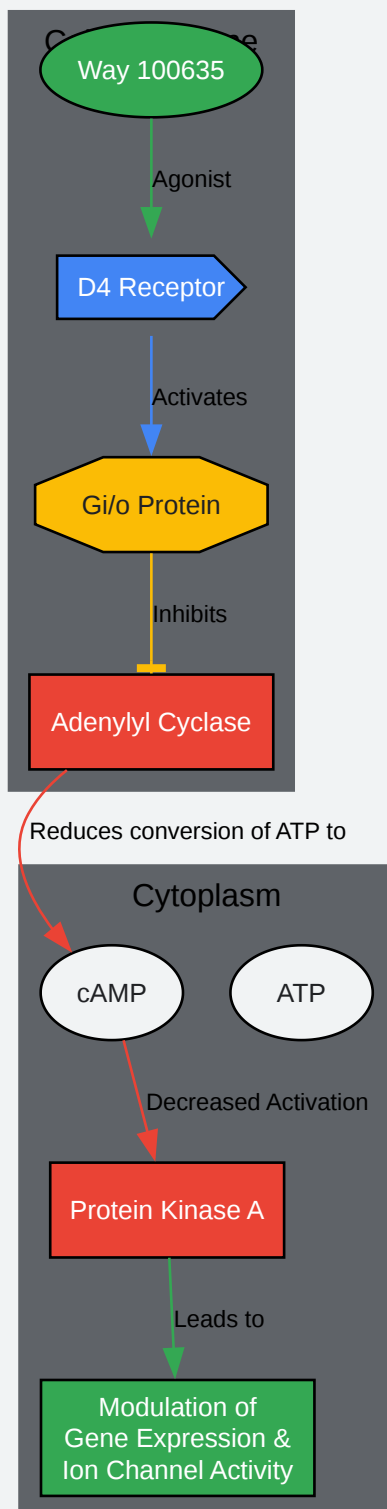 Way 100635
Agonist
D4 Receptor
Activates
Gi/o Protein
Inhibits
Adenylyl Cyclase
Reduces conversion of ATP to
Cytoplasm
cAMP
ATP
Decreased Activation
Protein Kinase A
Leads to
Modulation of
Gene Expression &
Ion Channel Activity